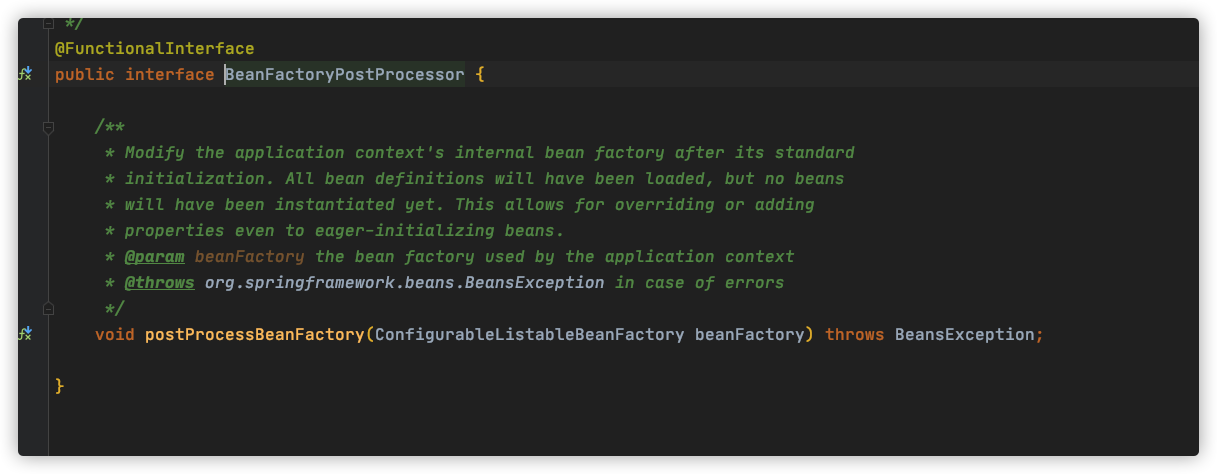 */
@FunctionalInterface
public interface BeanFactoryPostProcessor {
/**
* Modify the application context's internal bean factory after its standard
* initialization. All bean definitions will have been loaded, but no beans
* will have been instantiated yet. This allows for overriding or adding
* properties even to eager-initializing beans.
* @param beanFactory the bean factory used by the application context
* @throws org.springframework.beans.BeansException in case of errors
*/
void postProcessBeanFactory(ConfigurableListableBeanFactory beanFactory) throws BeansException;
}